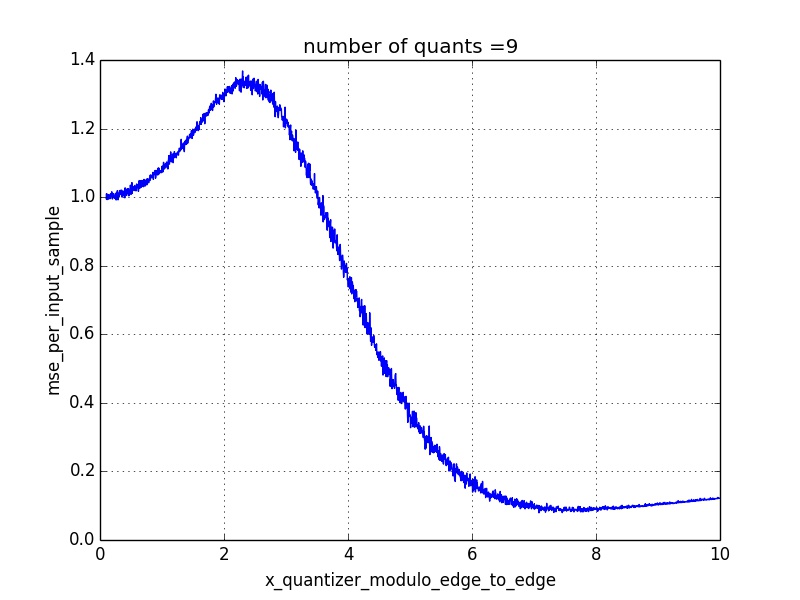 number of quants =9
1.4
1.2
1.0
0.8
0.6
0.4
0.2
0.0
mse_per_input_sample
0 2 4 6 8 10
x_quantizer_modulo_edge_to_edge